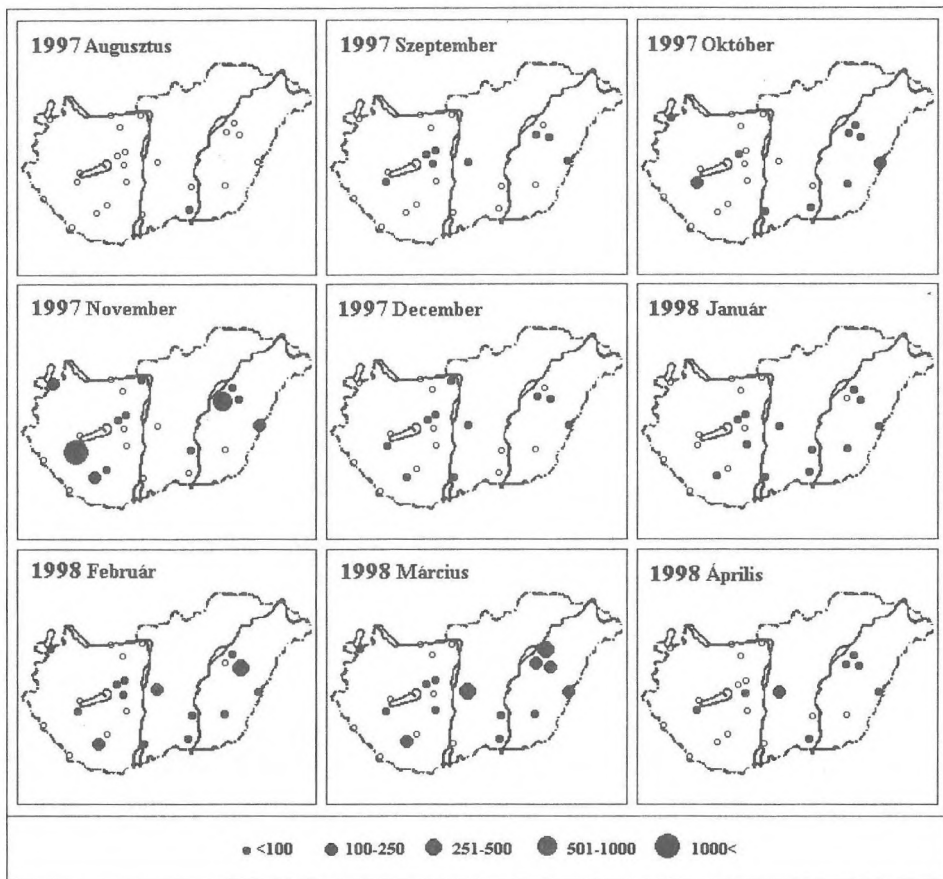 1997 Augusztus
1997 Szeptember
1997 Október
1997 November
1997 December
1998 Január
1998 Február
1998 Március
1998 Április
<100 100-250 251-500 501-1000 1000<